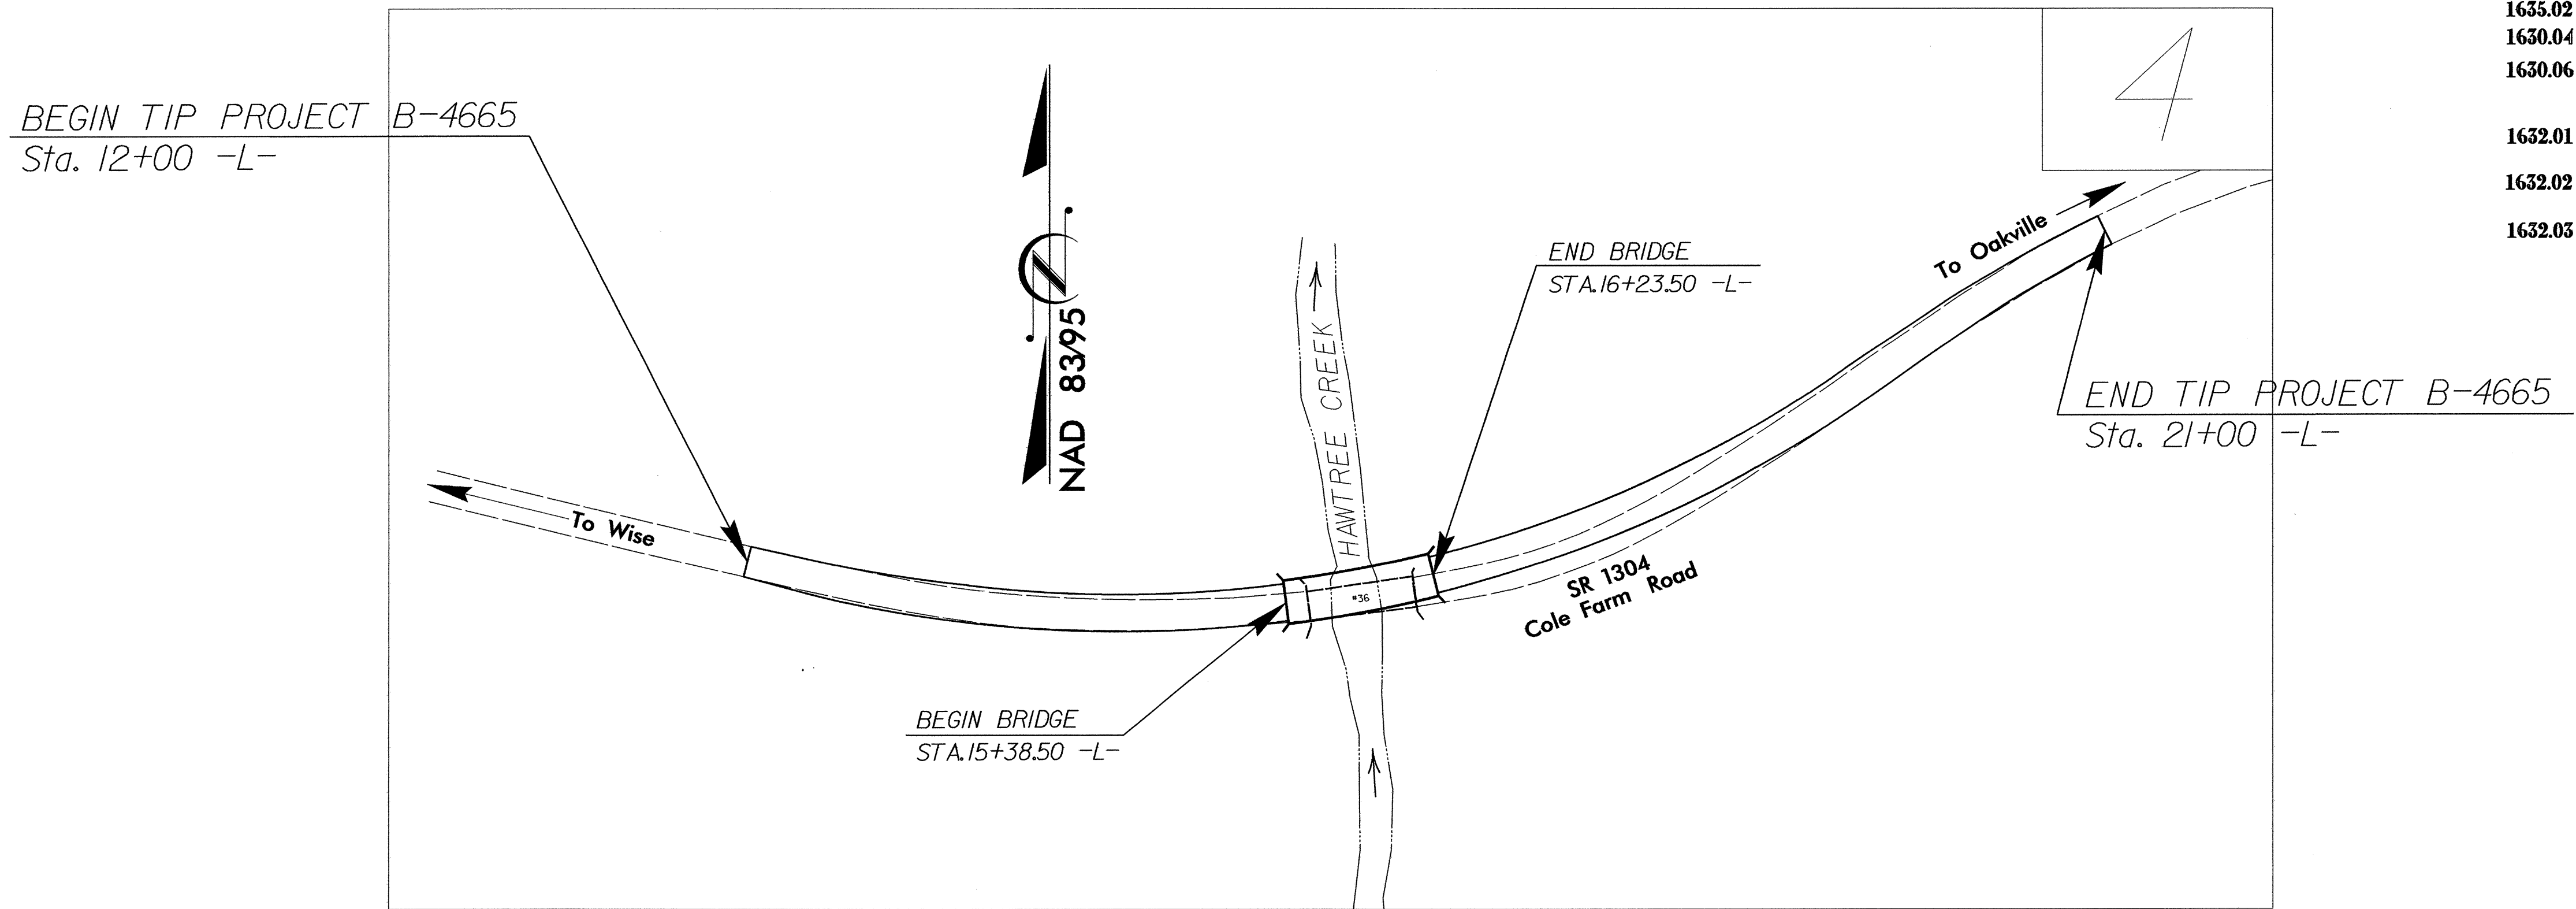 1635.02
1630.04
1630.06
1632.01
1632.02
1632.03
4
BEGIN TIP PROJECT B-4665
Sta. 12+00 -L-
NAD 83/95
N
HAWTREE CREEK
END BRIDGE
STA.16+23.50 -L-
To Oakville
END TIP PROJECT B-4665
Sta. 21+00 -L-
To Wise
#36
SR 1304
Cole Farm Road
BEGIN BRIDGE
STA.15+38.50 -L-